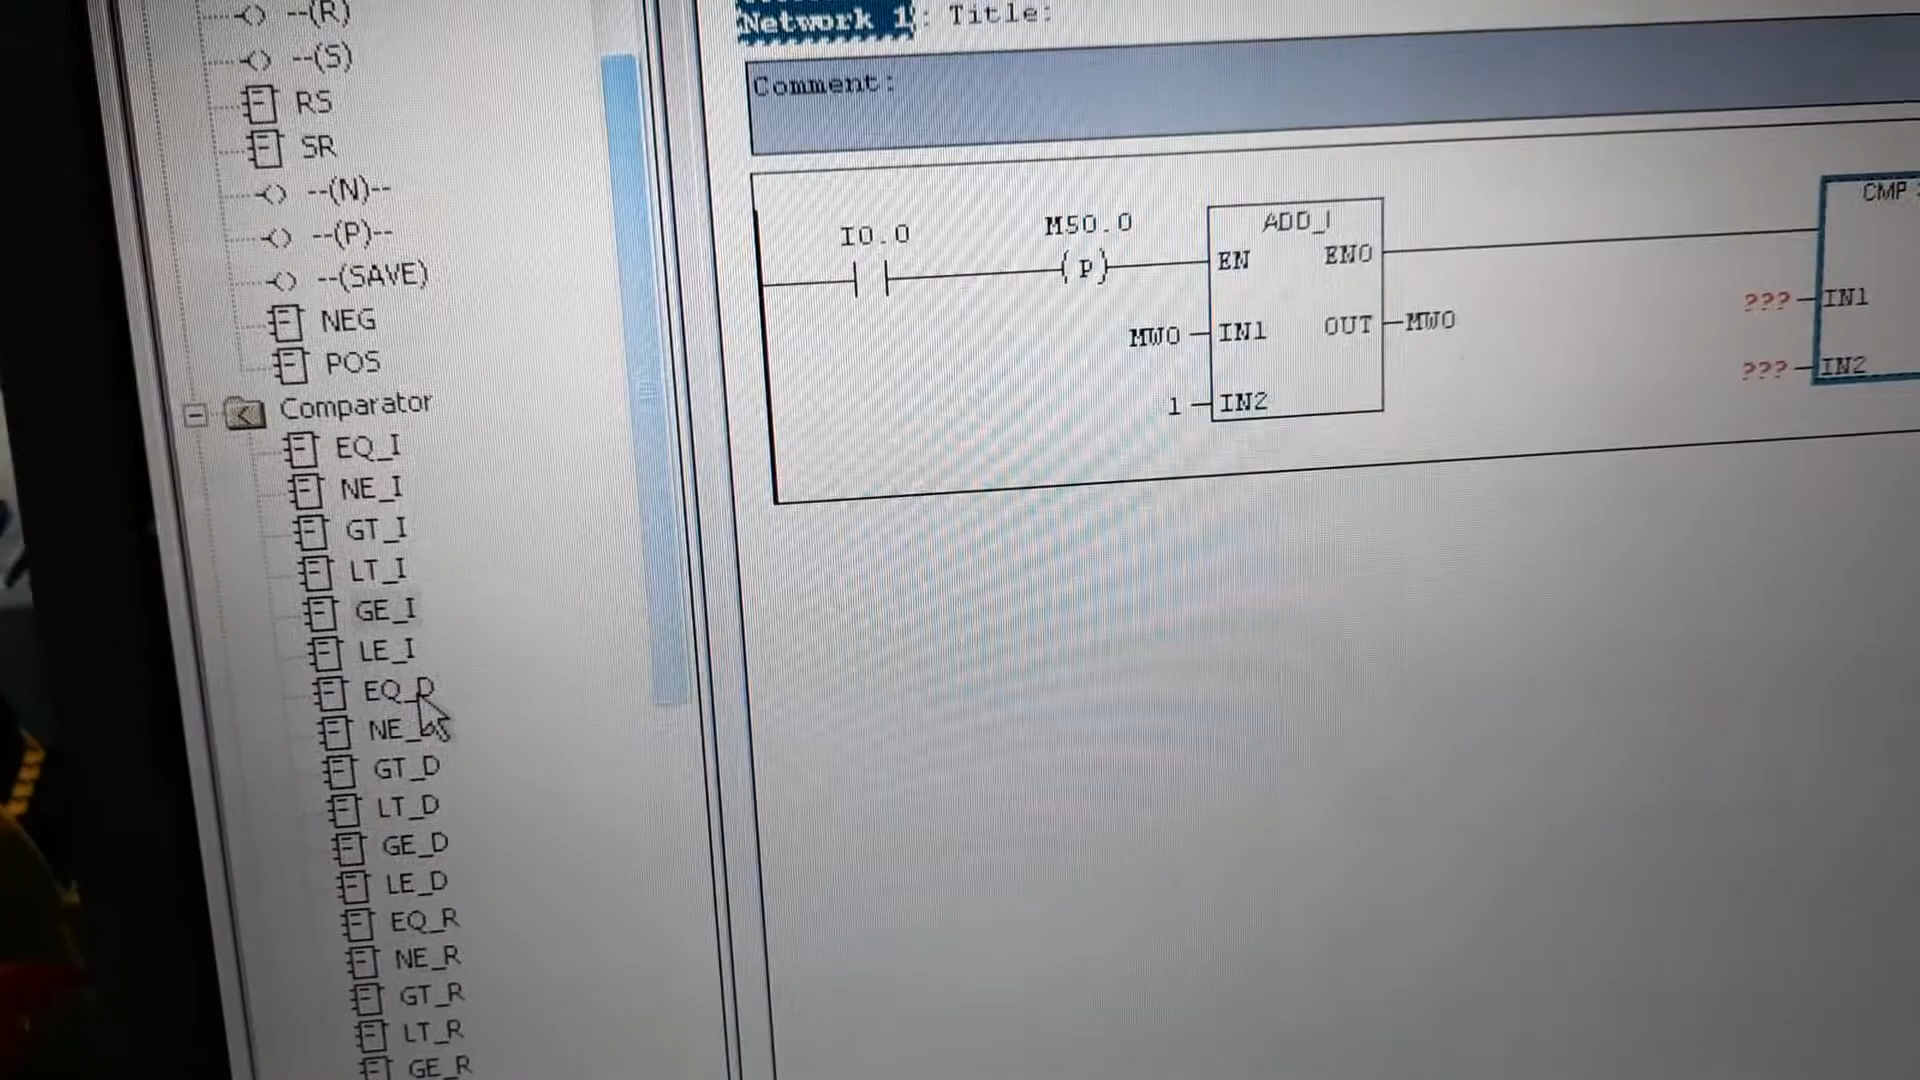 --(R)
--(S)
RS
SR
--(N)--
--(P)--
--(SAVE)
NEG
POS
Comparator
EQ_I
NE_I
GT_I
LT_I
GE_I
LE_I
EQ_D
NE_
GT_D
LT_D
GE_D
LE_D
EQ_R
NE_R
GT_R
LT_R
GE_R
Network 1: Title:
Comment:
I0.0
M50.0
(P)
ADD_I
EN
ENO
MW0
IN1
OUT
MW0
1
IN2
CMP
???
IN1
???
IN2